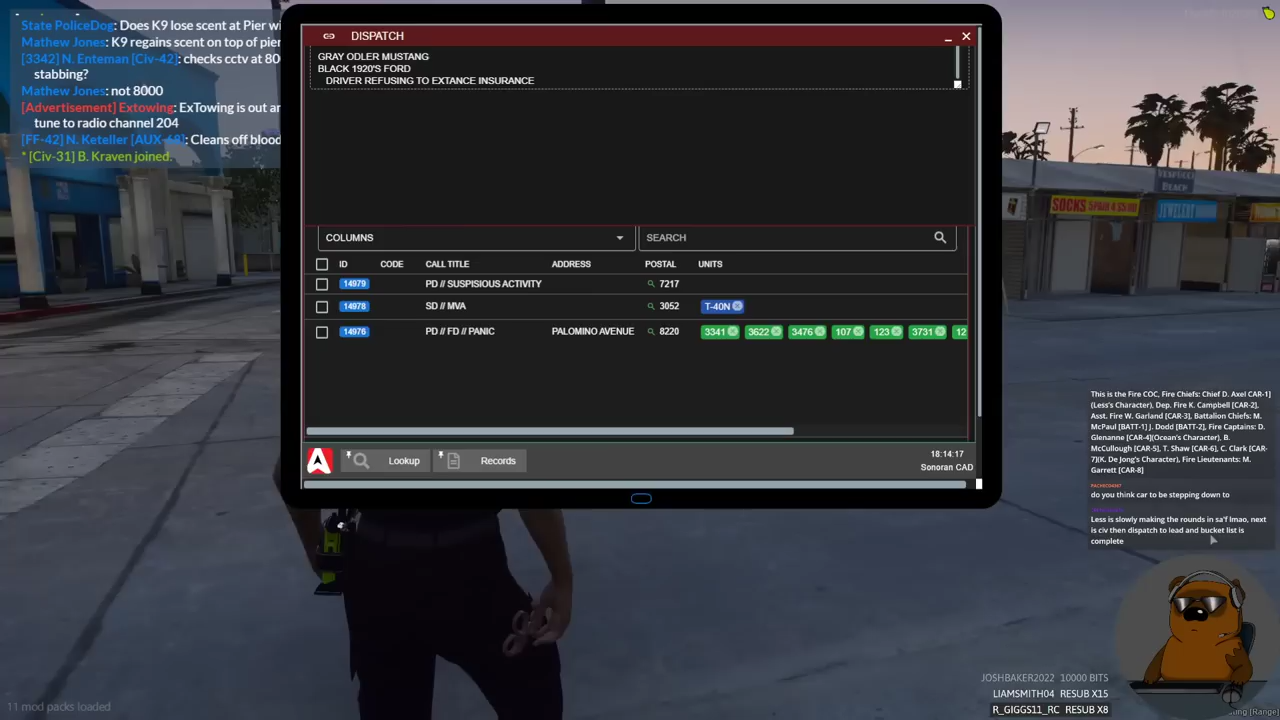 State PoliceDog: Does K9 lose scent at Pier wi
Mathew Jones: K9 regains scent on top of pier
[3342] N. Enteman [Civ-42]: checks cctv at 80
stabbing?
Mathew Jones: not 8000
[Advertisement] Extowing: ExTowing is out ar
tune to radio channel 204
[FF-42] N. Keteller [AUX-69]: Cleans off blood
* [Civ-31] B. Kraven joined.
DISPATCH
GRAY ODLER MUSTANG
BLACK 1920'S FORD
DRIVER REFUSING TO EXTANCE INSURANCE
COLUMNS
SEARCH
ID CODE CALL TITLE ADDRESS POSTAL UNITS
14979 PD // SUSPISIOUS ACTIVITY 7217
14978 SD // MVA 3052 T-40N
14976 PD // FD // PANIC PALOMINO AVENUE 8220 3341 3622 3476 107 123 3731 12
Lookup
Records
18:14:17
Sonoran CAD
VESPUCCI
BEACH
SOCKS 5 PAIR 4 $5
JEWELERY
This is the Fire COC, Fire Chiefs: Chief D. Axel CAR-1]
(Less's Character), Dep. Fire K. Campbell [CAR-2],
Asst. Fire W. Garland [CAR-3], Battalion Chiefs: M.
McPaul [BATT-1] J. Dodd [BATT-2], Fire Captains: D.
Glenanne [CAR-4](Ocean's Character), B.
McCullough [CAR-5], T. Shaw [CAR-6], C. Clark [CAR-
7](K. De Jong's Character), Fire Lieutenants: M.
Garrett [CAR-8]
do you think car to be stepping down to
Less is slowly making the rounds in sa'f lmao, next
is civ then dispatch to lead and bucket list is
complete
JOSHBAKER2022 10000 BITS
LIAMSMITH04 RESUB X15
R_GIGGS11_RC RESUB X8
[Range]
11 mod packs loaded